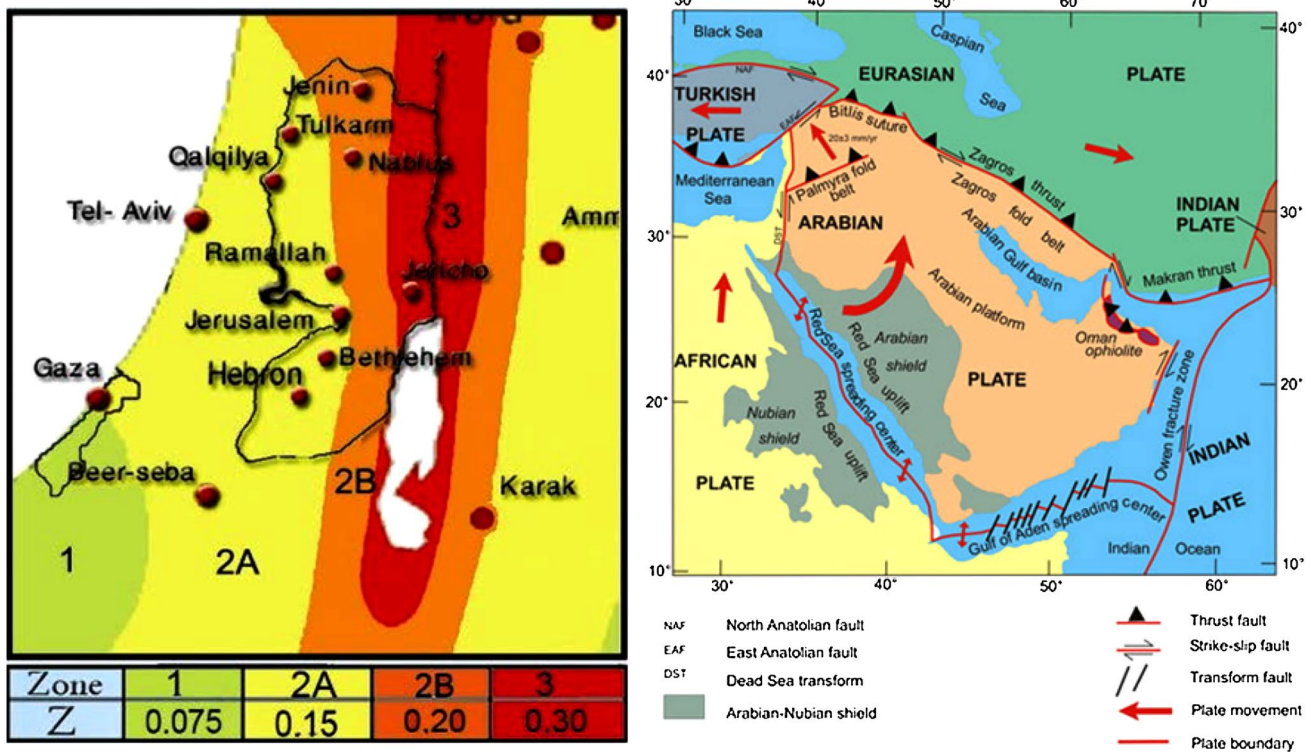 Jenin
Tulkarm
Qalqilya
Nablus
Tel- Aviv
3
Amm
Ramallah
Jericho
Jerusalem
Bethlehem
Gaza
Hebron
Beer-seba
2B
Karak
1
2A
Zone 1 2A 2B 3
Z 0.075 0.15 0.20 0.30
30° 40 50 60 70
Black Sea
Caspian
Sea
40°
40°
NAF
EURASIAN
PLATE
TURKISH
PLATE
EAF
Bitlis suture
20±3 mm/yr
Zagros thrust
Mediterranean
Sea
Palmyra fold
belt
Zagros fold belt
INDIAN
PLATE
30°
30°
DST
ARABIAN
Arabian Gulf basin
Makran thrust
Arabian platform
Red Sea spreading center
Red Sea uplift
Arabian
shield
Oman
ophiolite
AFRICAN
PLATE
20°
20°
Nubian
shield
Red Sea uplift
Owen fracture zone
INDIAN
PLATE
PLATE
Gulf of Aden spreading center
Indian Ocean
10°
10°
30° 40° 50° 60°
NAF North Anatolian fault
EAF East Anatolian fault
DST Dead Sea transform
Arabian-Nubian shield
Thrust fault
Strike-slip fault
Transform fault
Plate movement
Plate boundary